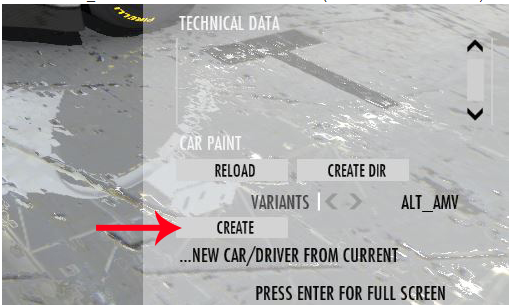 PIRELLI
TECHNICAL DATA
CAR PAINT
RELOAD CREATE DIR
VARIANTS ALT_AMV
CREATE
...NEW CAR/DRIVER FROM CURRENT
PRESS ENTER FOR FULL SCREEN